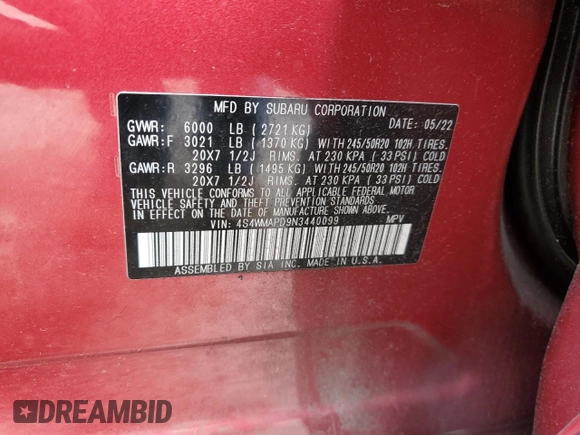 MFD BY SUBARU CORPORATION
GVWR: 6000 LB ( 2721 KG) DATE: 05/22
GAWR:F 3021 LB ( 1370 KG) WITH 245/50R20 102H TIRES.
20X7 1/2J RIMS. AT 230 KPA ( 33 PSI) COLD
GAWR:R 3296 LB ( 1495 KG) WITH 245/50R20 102H TIRES.
20X7 1/2J RIMS. AT 230 KPA ( 33 PSI) COLD
THIS VEHICLE CONFORMS TO ALL APPLICABLE FEDERAL MOTOR
VEHICLE SAFETY AND THEFT PREVENTION STANDARDS
IN EFFECT ON THE DATE OF MANUFACTURE SHOWN ABOVE.
VIN: 4S4WMAPD9N3440099 MPV
ASSEMBLED BY SIA INC. MADE IN U.S.A.
DREAMBID